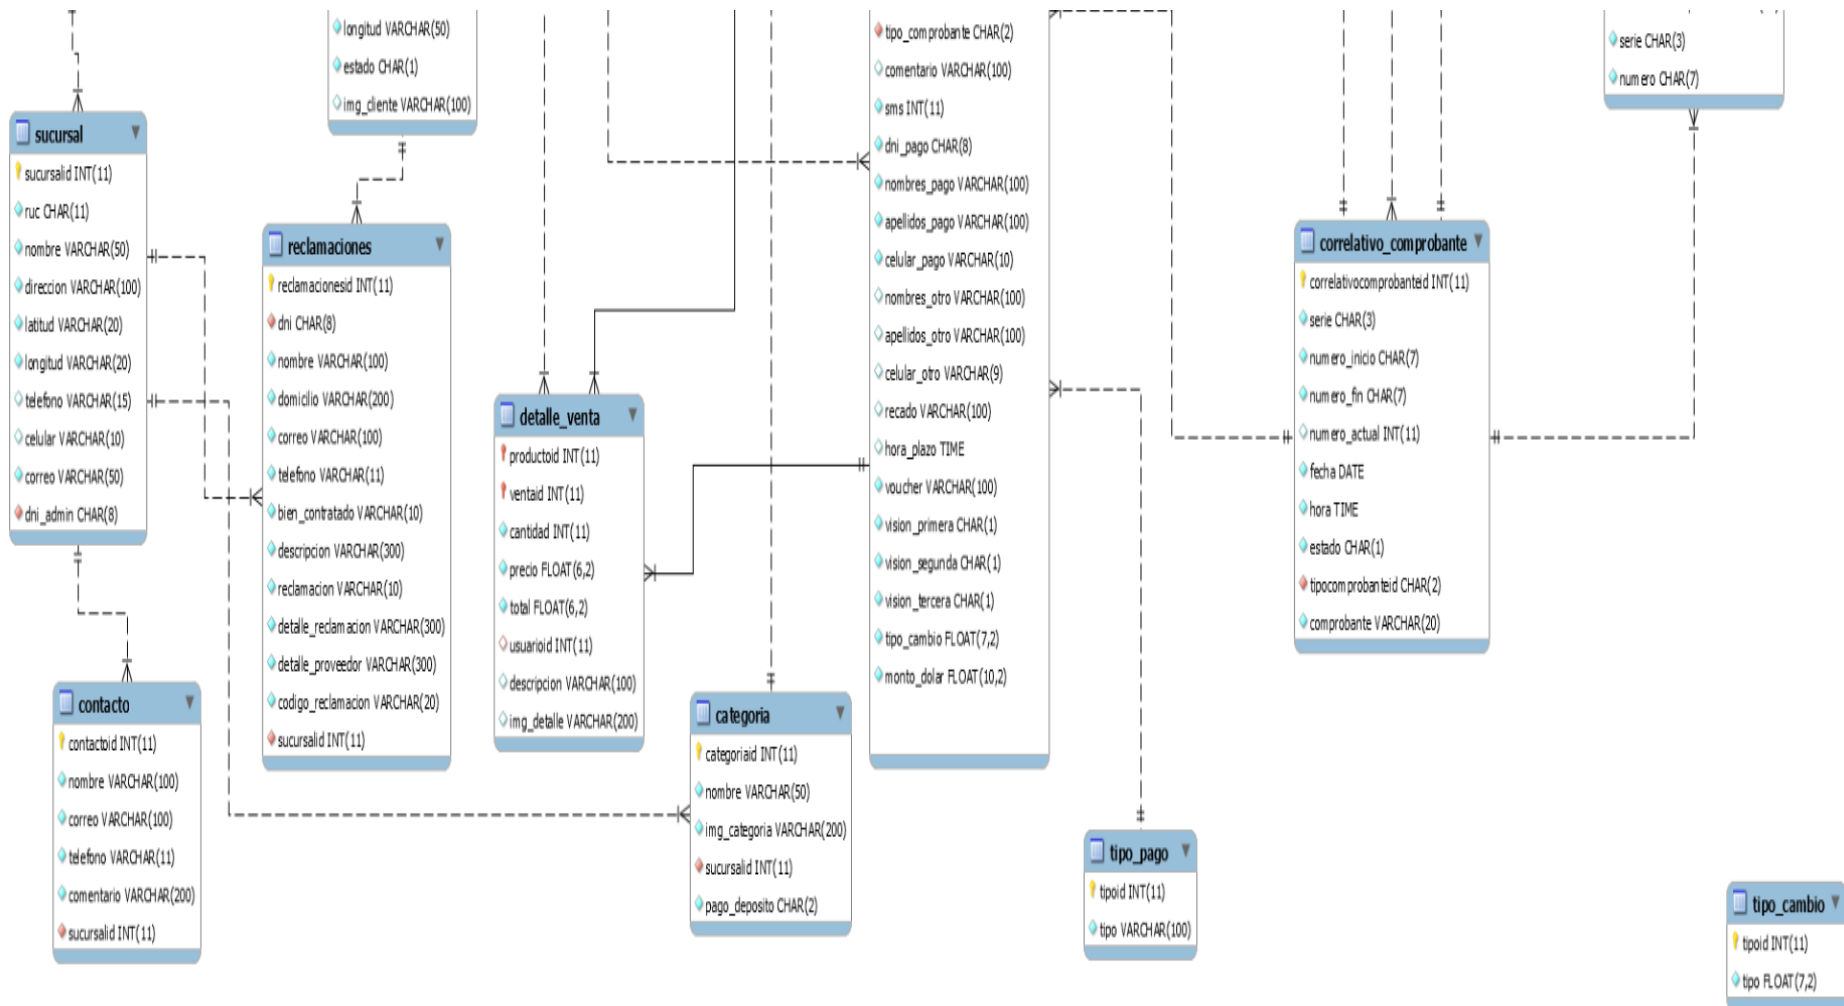 longitud VARCHAR(50)
estado CHAR(1)
img_cliente VARCHAR(100)
sucursal
sucursalid INT(11)
ruc CHAR(11)
nombre VARCHAR(50)
direccion VARCHAR(100)
latitud VARCHAR(20)
longitud VARCHAR(20)
telefono VARCHAR(15)
celular VARCHAR(10)
correo VARCHAR(50)
dni_admin CHAR(8)
reclamaciones
reclamacionesid INT(11)
dni CHAR(8)
nombre VARCHAR(100)
domicilio VARCHAR(200)
correo VARCHAR(100)
telefono VARCHAR(11)
bien_contratado VARCHAR(10)
descripcion VARCHAR(300)
reclamacion VARCHAR(10)
detalle_reclamacion VARCHAR(300)
detalle_proveedor VARCHAR(300)
codigo_reclamacion VARCHAR(20)
sucursalid INT(11)
contacto
contactoid INT(11)
nombre VARCHAR(100)
correo VARCHAR(100)
telefono VARCHAR(11)
comentario VARCHAR(200)
sucursalid INT(11)
detalle_venta
productoid INT(11)
ventaid INT(11)
cantidad INT(11)
precio FLOAT(6,2)
total FLOAT(6,2)
usuarioid INT(11)
descripcion VARCHAR(100)
img_detalle VARCHAR(200)
categoria
categoriaid INT(11)
nombre VARCHAR(50)
img_categoria VARCHAR(200)
sucursalid INT(11)
pago_deposito CHAR(2)
tipo_comprobante CHAR(2)
comentario VARCHAR(100)
sms INT(11)
dni_pago CHAR(8)
nombres_pago VARCHAR(100)
apellidos_pago VARCHAR(100)
celular_pago VARCHAR(10)
nombres_otro VARCHAR(100)
apellidos_otro VARCHAR(100)
celular_otro VARCHAR(9)
recado VARCHAR(100)
hora_plazo TIME
voucher VARCHAR(100)
vision_primera CHAR(1)
vision_segunda CHAR(1)
vision_tercera CHAR(1)
tipo_cambio FLOAT(7,2)
monto_dolar FLOAT(10,2)
tipo_pago
tipoid INT(11)
tipo VARCHAR(100)
correlativo_comprobante
correlativocomprobanteid INT(11)
serie CHAR(3)
numero_inicio CHAR(7)
numero_fin CHAR(7)
numero_actual INT(11)
fecha DATE
hora TIME
estado CHAR(1)
tipocomprobanteid CHAR(2)
comprobante VARCHAR(20)
serie CHAR(3)
numero CHAR(7)
tipo_cambio
tipoid INT(11)
tipo FLOAT(7,2)